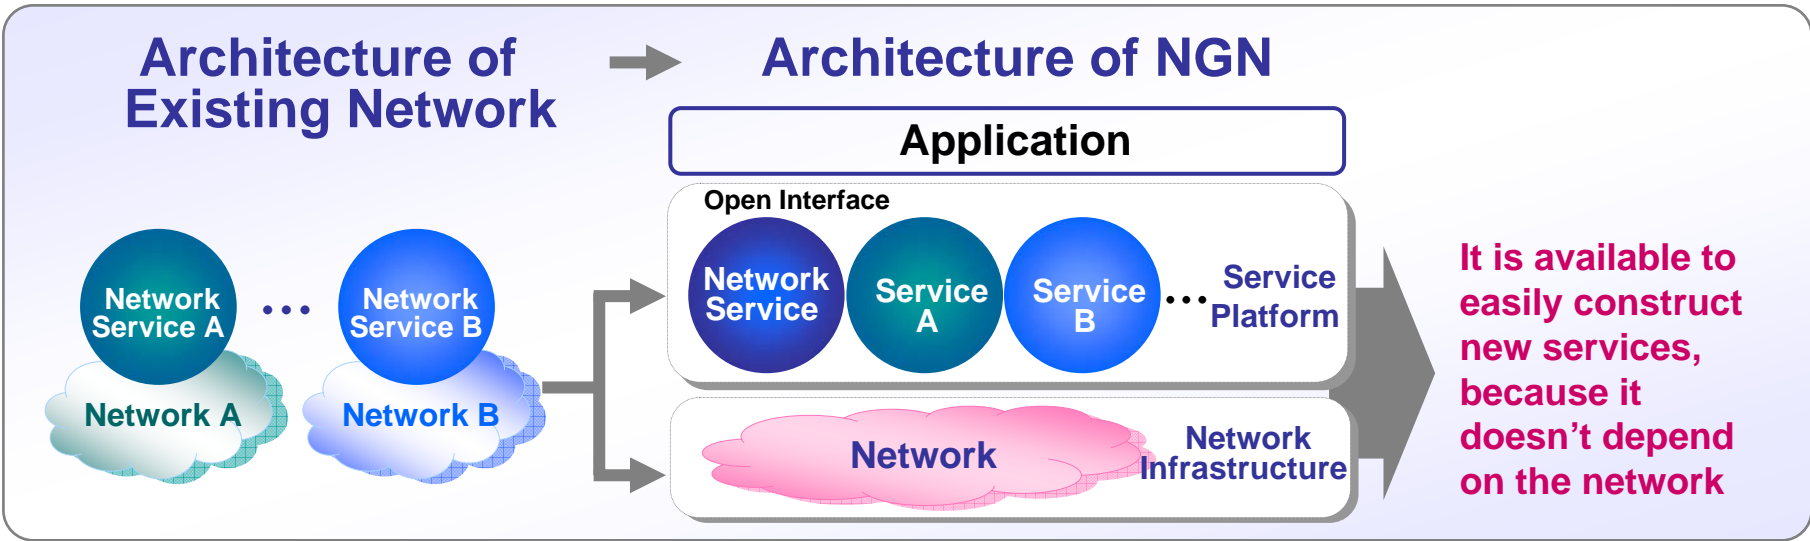 Architecture of
Existing Network
Architecture of NGN
Application
Open Interface
Network
Service A
...
Network
Service B
Network A
Network B
Network
Service
Service
A
Service
B
...
Service
Platform
Network
Network
Infrastructure
It is available to
easily construct
new services,
because it
doesn’t depend
on the network